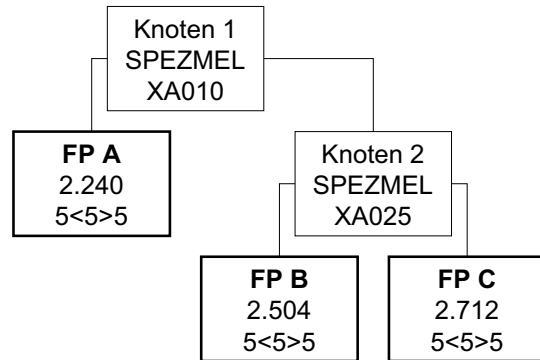 Knoten 1
SPEZMEL
XA010
FP A
2.240
5<5>5
Knoten 2
SPEZMEL
XA025
FP B
2.504
5<5>5
FP C
2.712
5<5>5